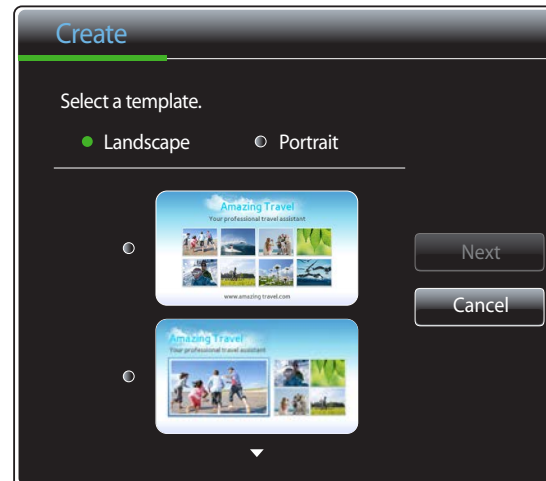 Create
Select a template.
Landscape
Portrait
Amazing Travel
Your professional travel assistant
www.amazing travel.com
Next
Cancel
Amazing Travel
Your professional travel assistant